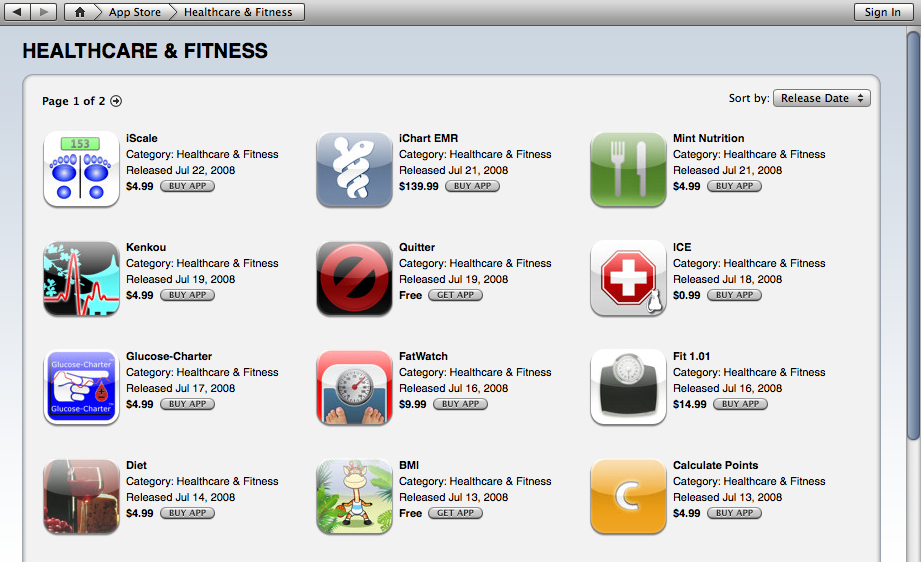 App Store
Healthcare & Fitness
Sign In
HEALTHCARE & FITNESS
Page 1 of 2
Sort by: Release Date
153
iScale
Category: Healthcare & Fitness
Released Jul 22, 2008
$4.99 BUY APP
iChart EMR
Category: Healthcare & Fitness
Released Jul 21, 2008
$139.99 BUY APP
Mint Nutrition
Category: Healthcare & Fitness
Released Jul 21, 2008
$4.99 BUY APP
Kenkou
Category: Healthcare & Fitness
Released Jul 19, 2008
$4.99 BUY APP
Quitter
Category: Healthcare & Fitness
Released Jul 19, 2008
Free GET APP
ICE
Category: Healthcare & Fitness
Released Jul 18, 2008
$0.99 BUY APP
Glucose-Charter
Glucose-Charter
Glucose-Charter
Category: Healthcare & Fitness
Released Jul 17, 2008
$4.99 BUY APP
FatWatch
Category: Healthcare & Fitness
Released Jul 16, 2008
$9.99 BUY APP
Fit 1.01
Category: Healthcare & Fitness
Released Jul 16, 2008
$14.99 BUY APP
Diet
Category: Healthcare & Fitness
Released Jul 14, 2008
$4.99 BUY APP
BMI
Category: Healthcare & Fitness
Released Jul 13, 2008
Free GET APP
C
Calculate Points
Category: Healthcare & Fitness
Released Jul 13, 2008
$4.99 BUY APP